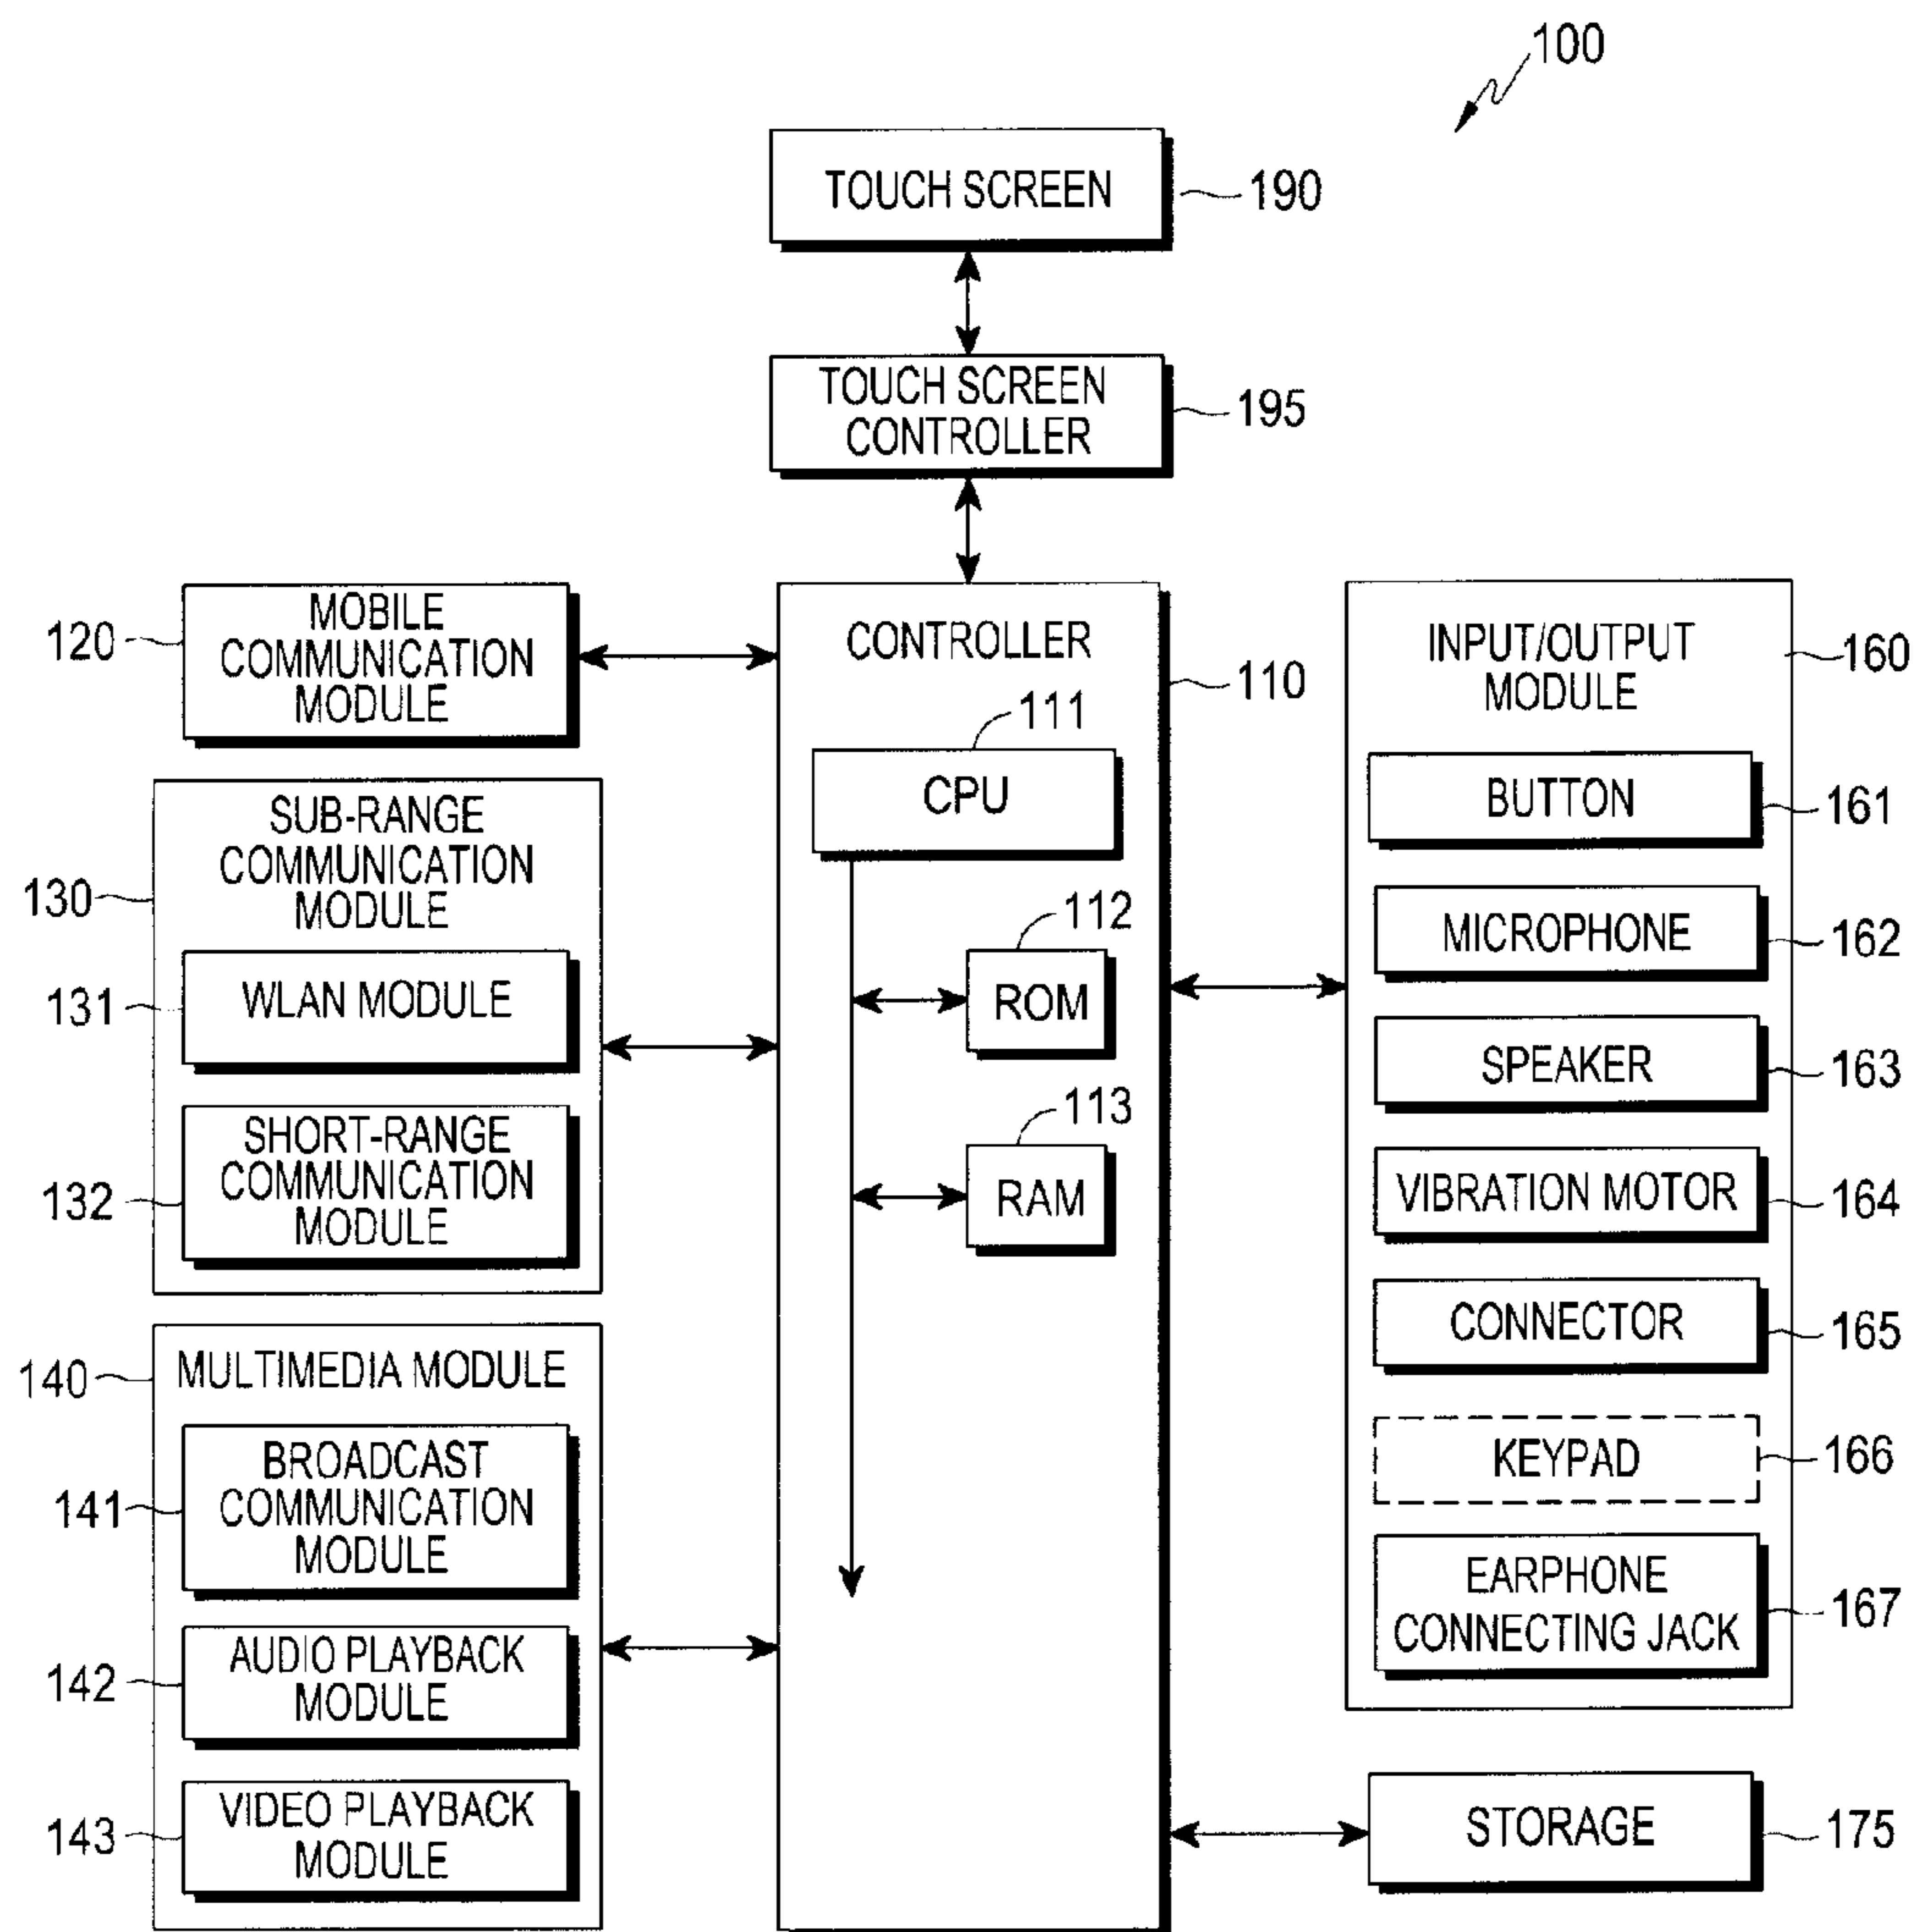 100
TOUCH SCREEN
190
TOUCH SCREEN
CONTROLLER
195
120
MOBILE
COMMUNICATION
MODULE
130
SUB-RANGE
COMMUNICATION
MODULE
131
WLAN MODULE
132
SHORT-RANGE
COMMUNICATION
MODULE
140
MULTIMEDIA MODULE
141
BROADCAST
COMMUNICATION
MODULE
142
AUDIO PLAYBACK
MODULE
143
VIDEO PLAYBACK
MODULE
CONTROLLER
110
111
CPU
112
ROM
113
RAM
INPUT/OUTPUT
MODULE
160
BUTTON
161
MICROPHONE
162
SPEAKER
163
VIBRATION MOTOR
164
CONNECTOR
165
KEYPAD
166
EARPHONE
CONNECTING JACK
167
STORAGE
175